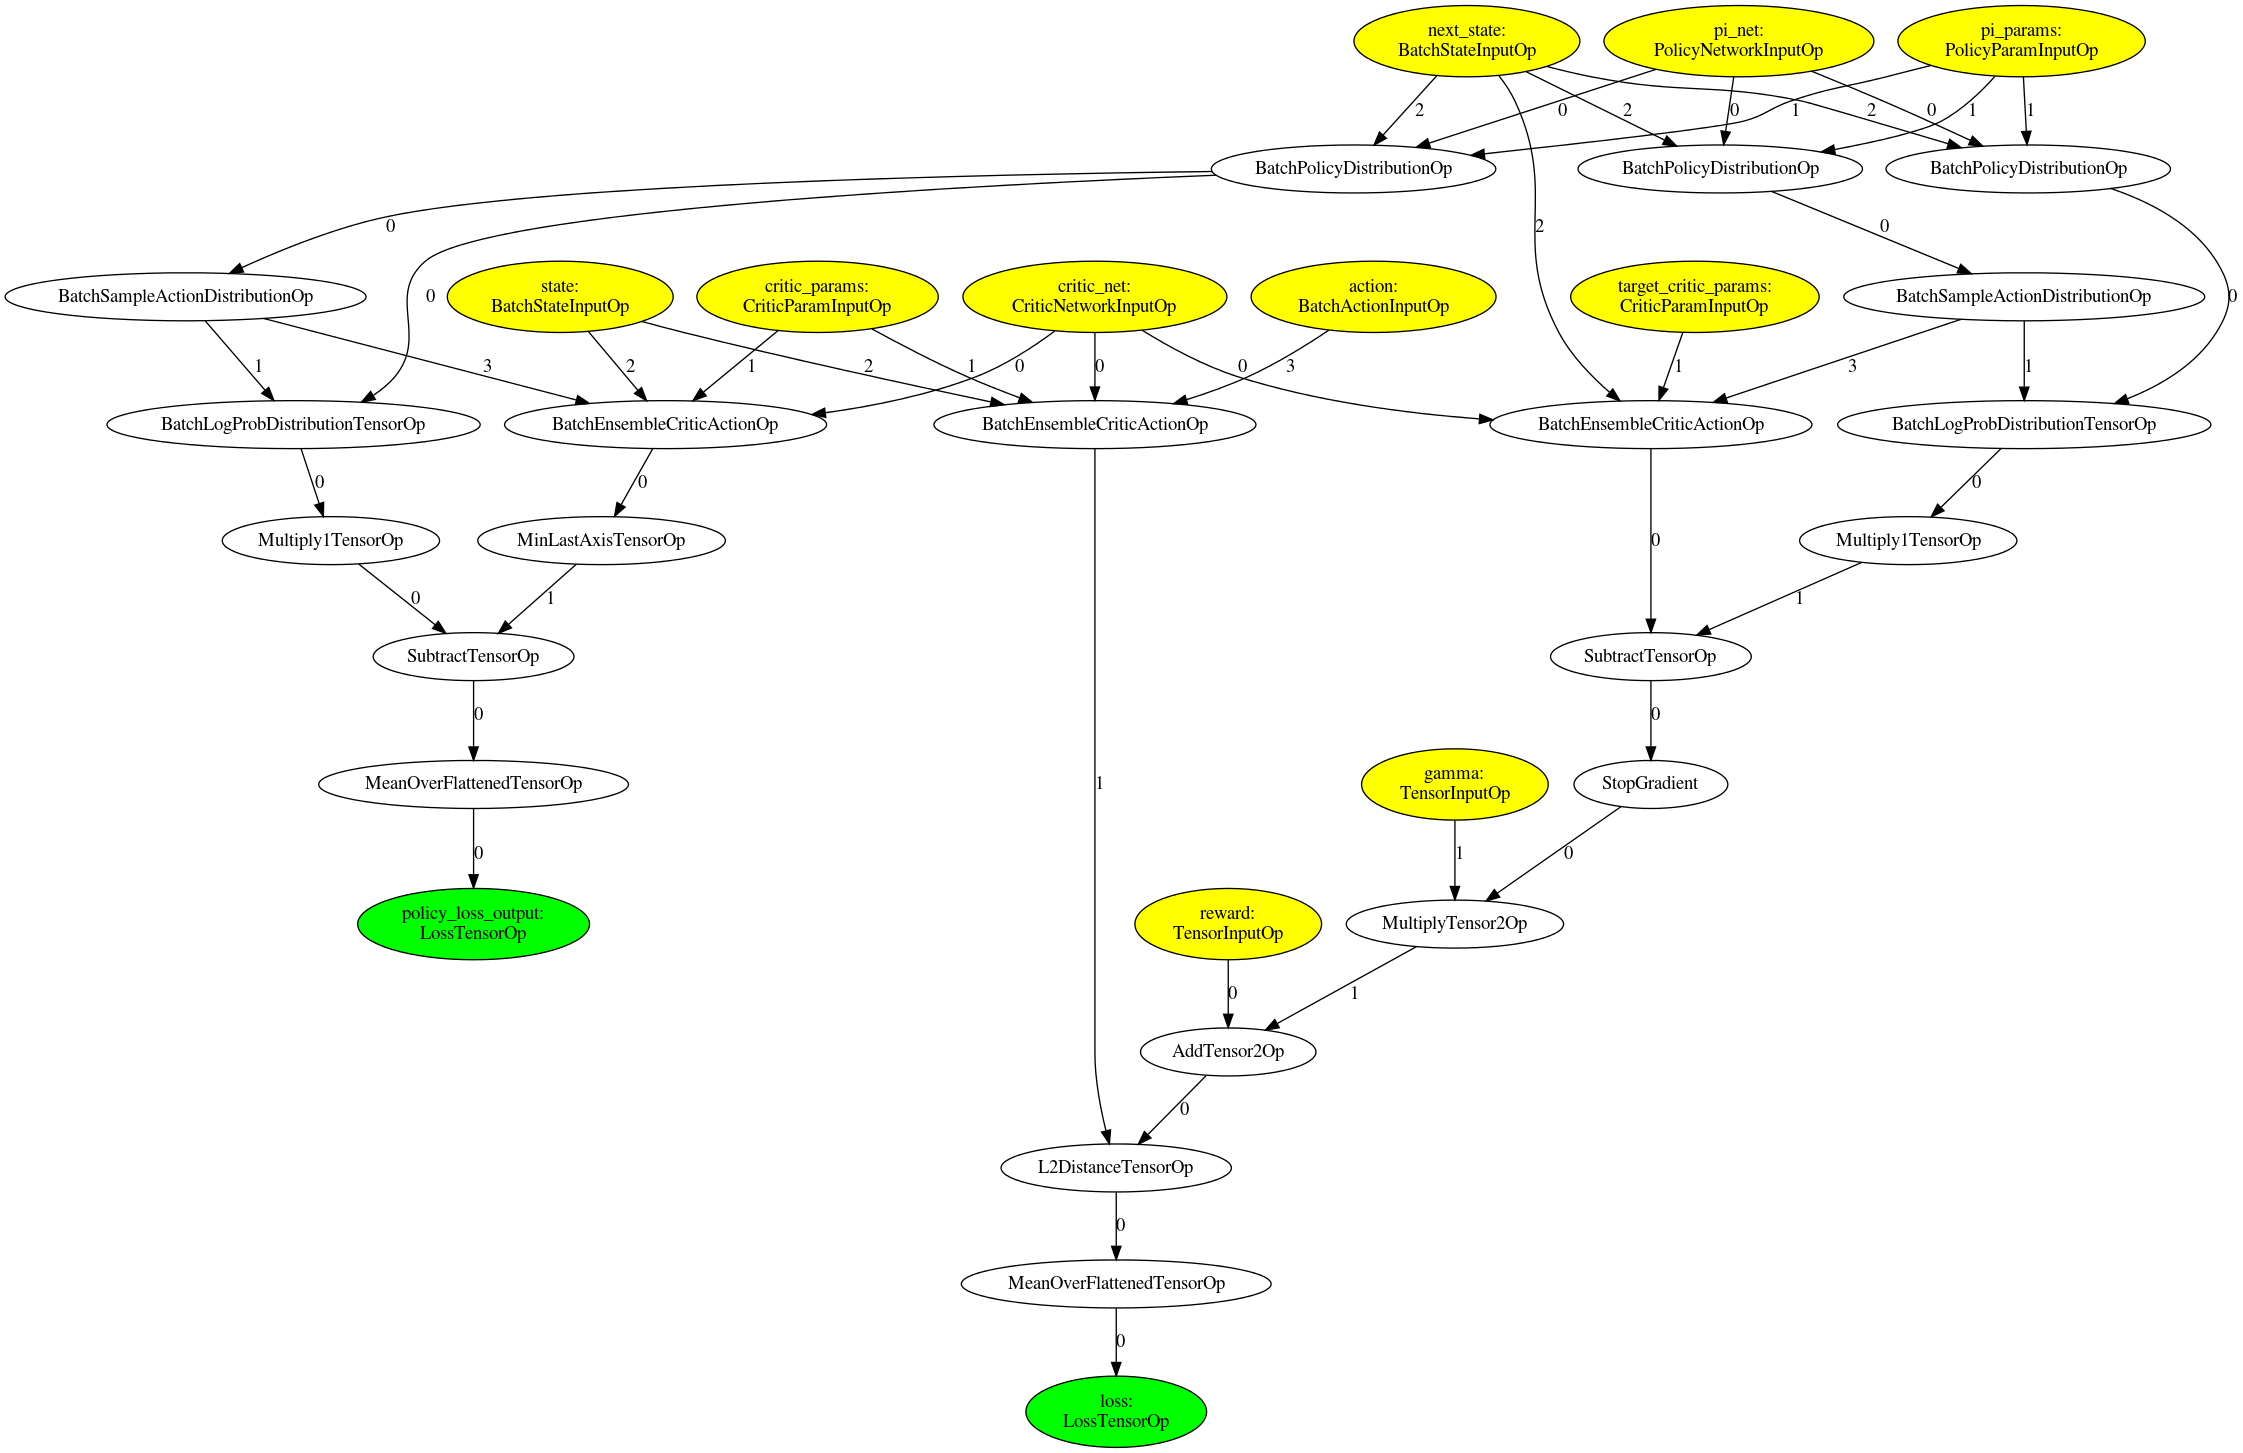 next_state:
BatchStateInputOp
pi_net:
PolicyNetworkInputOp
pi_params:
PolicyParamInputOp
2
0
2
0
1
2
0
1
1
BatchPolicyDistributionOp
BatchPolicyDistributionOp
BatchPolicyDistributionOp
0
2
0
BatchSampleActionDistributionOp
0
state:
BatchStateInputOp
critic_params:
CriticParamInputOp
critic_net:
CriticNetworkInputOp
action:
BatchActionInputOp
target_critic_params:
CriticParamInputOp
BatchSampleActionDistributionOp
0
1
3
2
1
2
1
0
0
0
3
1
3
1
BatchLogProbDistributionTensorOp
BatchEnsembleCriticActionOp
BatchEnsembleCriticActionOp
BatchEnsembleCriticActionOp
BatchLogProbDistributionTensorOp
0
0
0
Multiply1TensorOp
MinLastAxisTensorOp
0
Multiply1TensorOp
0
1
1
SubtractTensorOp
SubtractTensorOp
0
0
MeanOverFlattenedTensorOp
1
gamma:
TensorInputOp
StopGradient
0
1
0
policy_loss_output:
LossTensorOp
reward:
TensorInputOp
MultiplyTensor2Op
0
1
AddTensor2Op
0
L2DistanceTensorOp
0
MeanOverFlattenedTensorOp
0
loss:
LossTensorOp